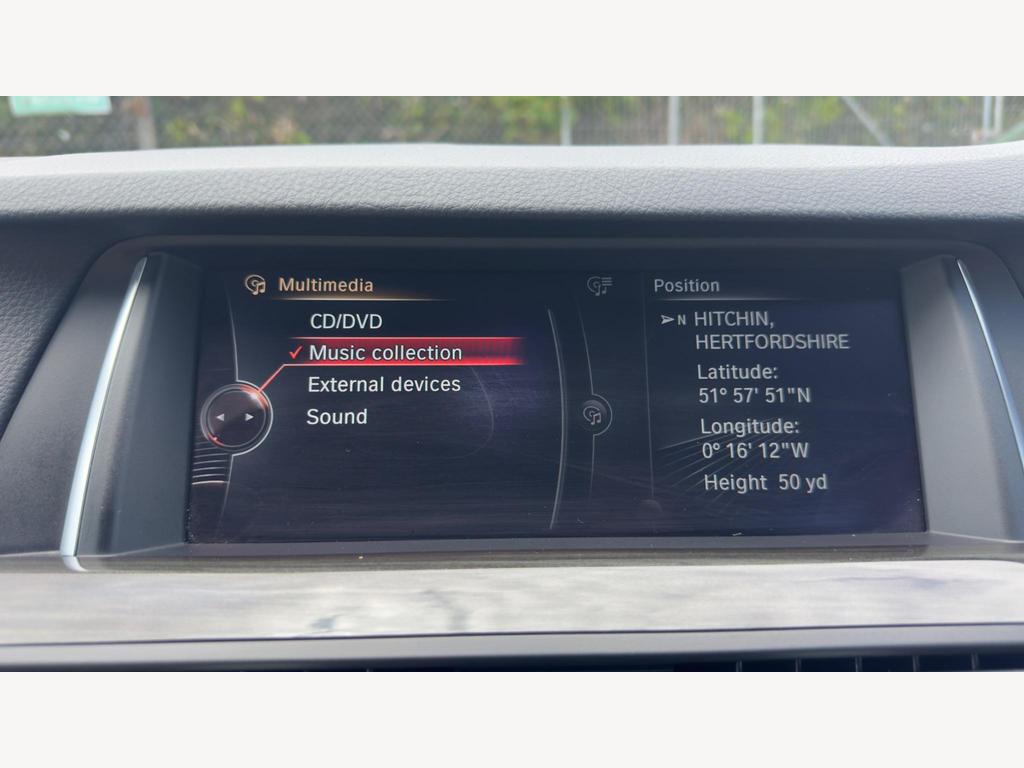 Multimedia
CD/DVD
Music collection
External devices
Sound
Position
N HITCHIN,
HERTFORDSHIRE
Latitude:
51° 57' 51"N
Longitude:
0° 16' 12"W
Height 50 yd